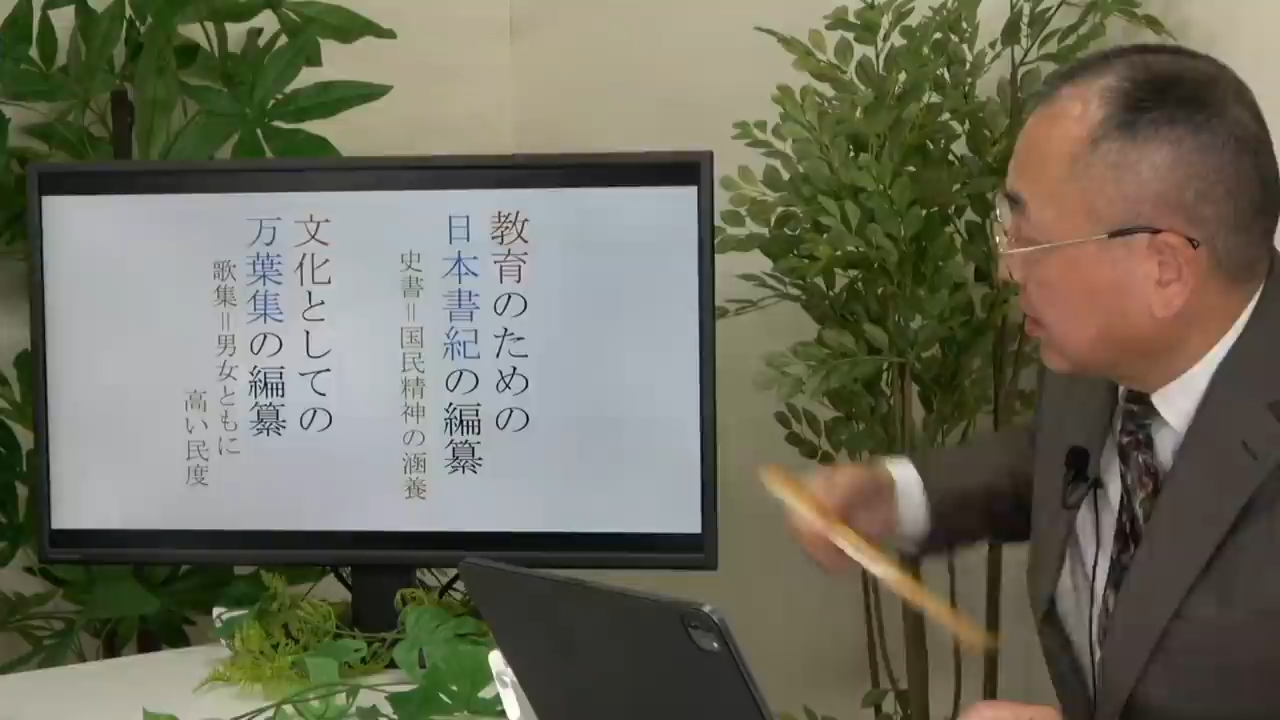 教育のための
日本書紀の編纂
史書＝国民精神の涵養
文化としての
万葉集の編纂
歌集＝男女ともに
高い民度